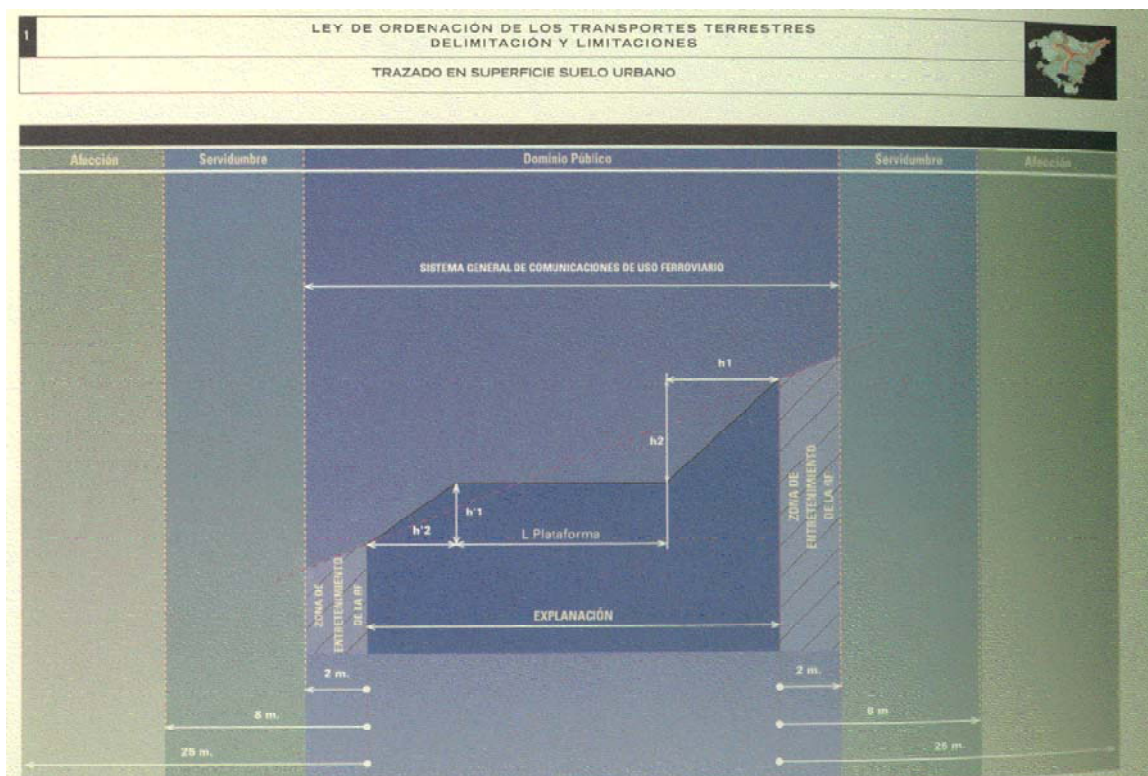 1
LEY DE ORDENACIÓN DE LOS TRANSPORTES TERRESTRES
DELIMITACIÓN Y LIMITACIONES
TRAZADO EN SUPERFICIE SUELO URBANO
Afección Servidumbre Dominio Público Servidumbre Afección
SISTEMA GENERAL DE COMUNICACIONES DE USO FERROVIARIO
h1
h2
h'1
h'2
L Plataforma
ZONA DE
ENTRETENIMIENTO
DE LA RF
ZONA DE
ENTRETENIMIENTO
DE LA RF
EXPLANACIÓN
2 m. 2 m.
8 m. 8 m.
25 m. 25 m.